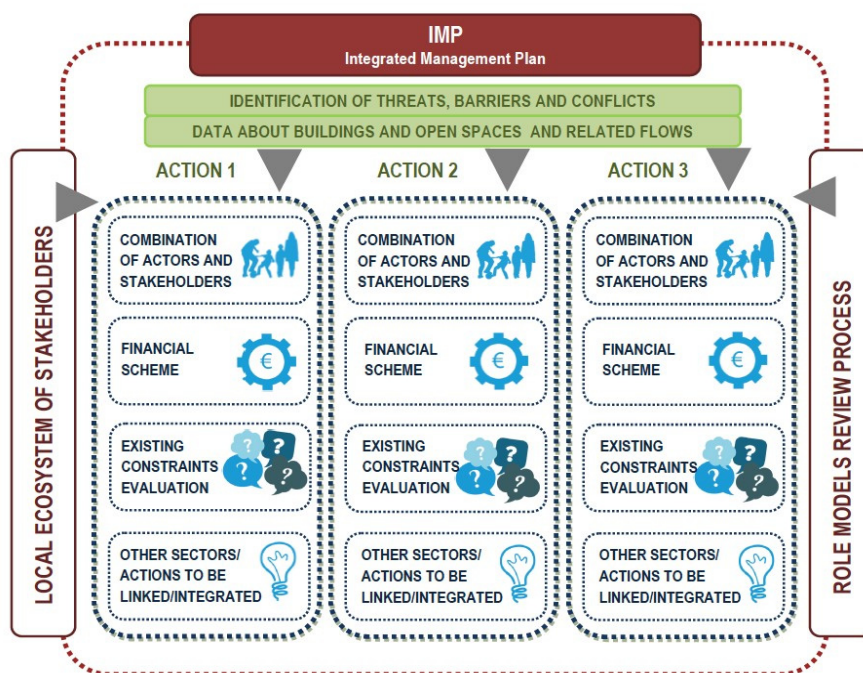 IMP
Integrated Management Plan
IDENTIFICATION OF THREATS, BARRIERS AND CONFLICTS
DATA ABOUT BUILDINGS AND OPEN SPACES AND RELATED FLOWS
LOCAL ECOSYSTEM OF STAKEHOLDERS
ACTION 1
COMBINATION
OF ACTORS AND
STAKEHOLDERS
FINANCIAL
SCHEME
€
EXISTING
CONSTRAINTS
EVALUATION
?
?
?
?
OTHER SECTORS/
ACTIONS TO BE
LINKED/INTEGRATED
ACTION 2
COMBINATION
OF ACTORS AND
STAKEHOLDERS
FINANCIAL
SCHEME
€
EXISTING
CONSTRAINTS
EVALUATION
?
?
?
?
OTHER SECTORS/
ACTIONS TO BE
LINKED/INTEGRATED
ACTION 3
COMBINATION
OF ACTORS AND
STAKEHOLDERS
FINANCIAL
SCHEME
€
EXISTING
CONSTRAINTS
EVALUATION
?
?
?
?
OTHER SECTORS/
ACTIONS TO BE
LINKED/INTEGRATED
ROLE MODELS REVIEW PROCESS